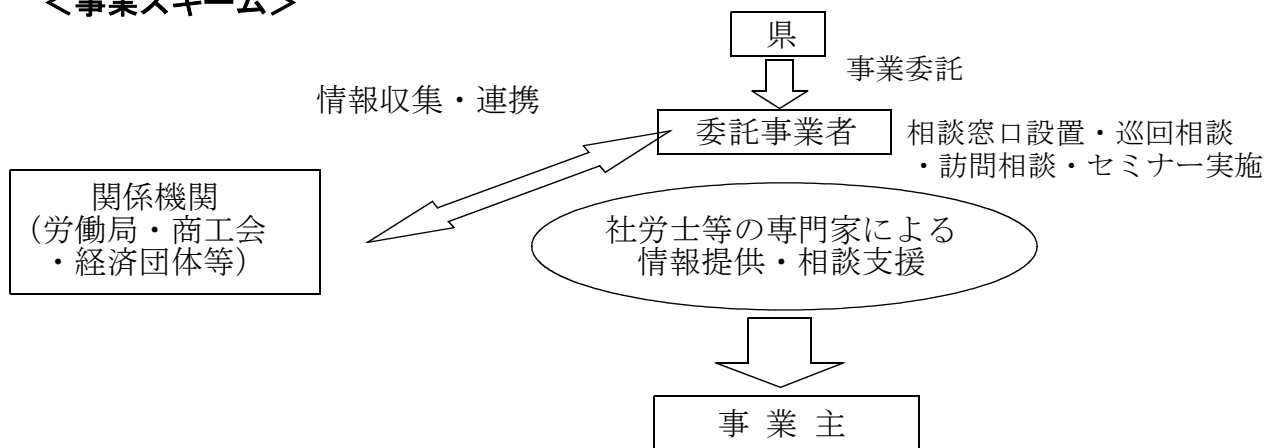 <事業スキーム>
県
事業委託
情報収集・連携
委託事業者
相談窓口設置・巡回相談
・訪問相談・セミナー実施
関係機関
(労働局・商工会
・経済団体等)
社労士等の専門家による
情報提供・相談支援
事 業 主